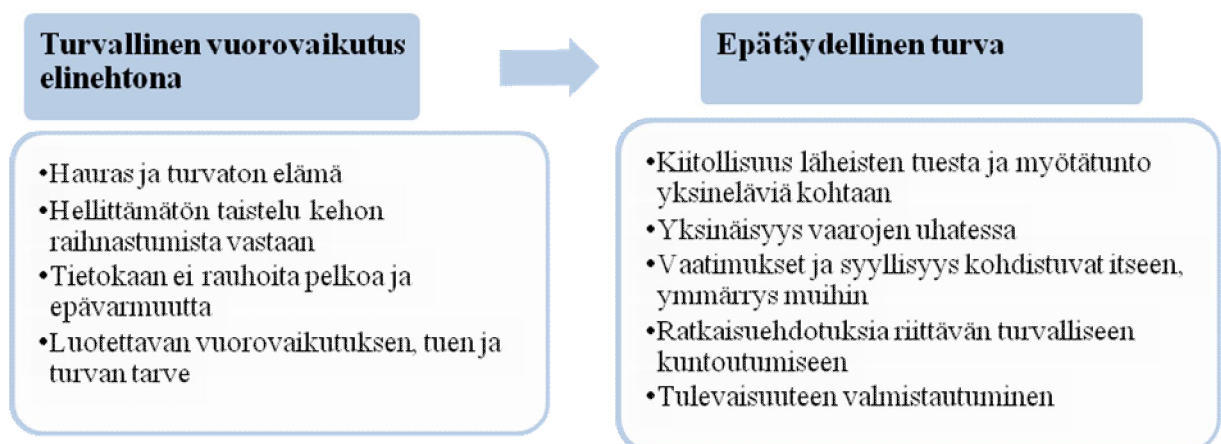 Turvallinen vuorovaikutus
elinehtona
•Hauras ja turvaton elämä
•Hellittämätön taistelu kehon
raihnastumista vastaan
•Tietokaan ei rauhoita pelkoa ja
epävarmuutta
•Luotettavan vuorovaikutuksen, tuen ja
turvan tarve
Epätäydellinen turva
•Kiitollisuus läheisten tuesta ja myötätunto
yksineläviä kohtaan
•Yksinäisyys vaarojen uhatessa
•Vaatimukset ja syyllisyys kohdistuvat itseen,
ymmärrys muihin
•Ratkaisuehdotuksia riittävän turvalliseen
kuntoutumiseen
•Tulevaisuuteen valmistautuminen